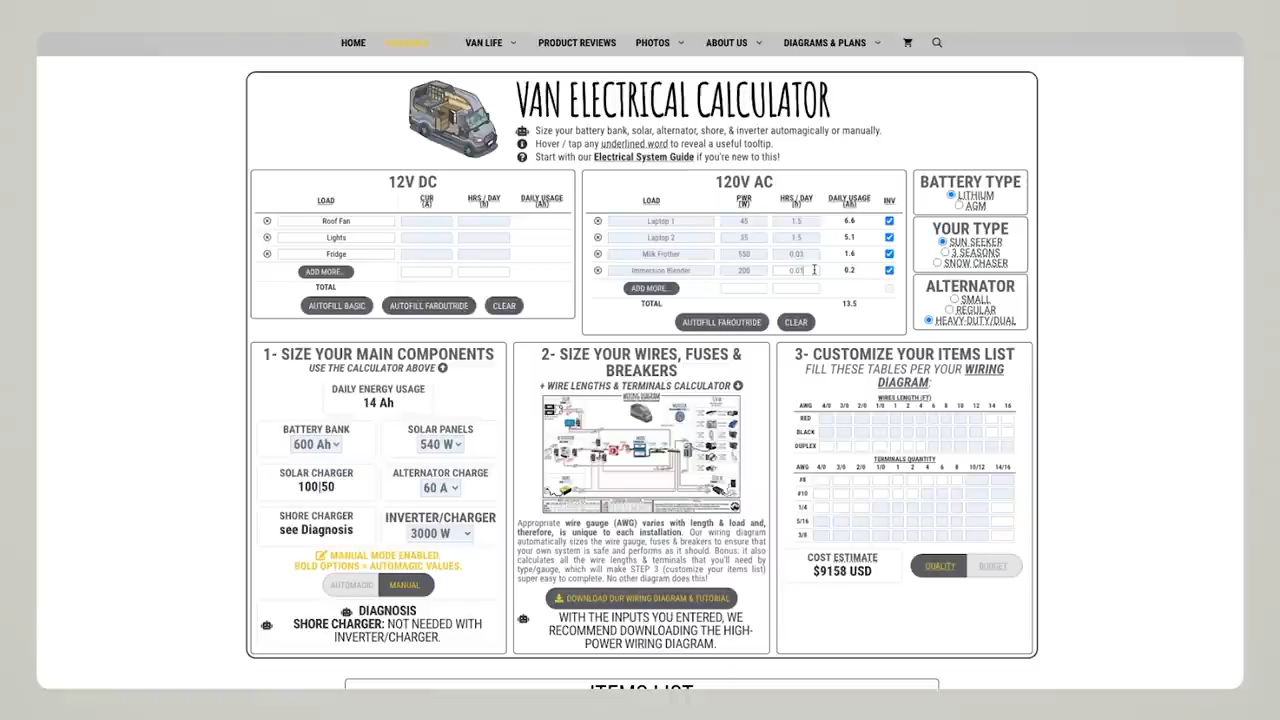 HOME
VAN LIFE
PRODUCT REVIEWS
PHOTOS
ABOUT US
DIAGRAMS & PLANS
VAN ELECTRICAL CALCULATOR
Size your battery bank, solar, alternator, shore, & inverter automagically or manually.
Hover / tap any underlined word to reveal a useful tooltip.
Start with our Electrical System Guide if you're new to this!
12V DC
LOAD CUR (A) HRS / DAY (h) DAILY USAGE (Ah)
Roof Fan
Lights
Fridge
ADD MORE...
TOTAL
AUTOFILL BASIC AUTOFILL FAROUTRIDE CLEAR
120V AC
LOAD PWR (W) HRS / DAY (h) DAILY USAGE (Ah) INV
Laptop 1 45 1.5 6.6
Laptop 2 35 1.5 5.1
Milk Frother 550 0.03 1.6
Immersion Blender 200 0.01 0.2
ADD MORE...
TOTAL 13.5
AUTOFILL FAROUTRIDE CLEAR
BATTERY TYPE
LITHIUM
AGM
YOUR TYPE
SUN SEEKER
3 SEASONS
SNOW CHASER
ALTERNATOR
SMALL
REGULAR
HEAVY-DUTY/DUAL
1- SIZE YOUR MAIN COMPONENTS
USE THE CALCULATOR ABOVE
DAILY ENERGY USAGE
14 Ah
BATTERY BANK
600 Ah
SOLAR PANELS
540 W
SOLAR CHARGER
100|50
ALTERNATOR CHARGE
60 A
SHORE CHARGER
see Diagnosis
INVERTER/CHARGER
3000 W
MANUAL MODE ENABLED.
BOLD OPTIONS = AUTOMAGIC VALUES.
AUTOMAGIC MANUAL
DIAGNOSIS
SHORE CHARGER: NOT NEEDED WITH
INVERTER/CHARGER.
2- SIZE YOUR WIRES, FUSES &
BREAKERS
+ WIRE LENGTHS & TERMINALS CALCULATOR
WIRING DIAGRAM
Appropriate wire gauge (AWG) varies with length & load and,
therefore, is unique to each installation. Our wiring diagram
automatically sizes the wire gauge, fuses & breakers to ensure that
your own system is safe and performs as it should. Bonus: it also
calculates all the wire lengths & terminals that you'll need by
type/gauge, which will make STEP 3 (customize your items list)
super easy to complete. No other diagram does this!
DOWNLOAD OUR WIRING DIAGRAM & TUTORIAL
WITH THE INPUTS YOU ENTERED, WE
RECOMMEND DOWNLOADING THE HIGH-
POWER WIRING DIAGRAM.
3- CUSTOMIZE YOUR ITEMS LIST
FILL THESE TABLES PER YOUR WIRING
DIAGRAM:
WIRES LENGTH (FT)
AWG 4/0 3/0 2/0 1/0 1 2 4 6 8 10 12 14 16
RED
BLACK
DUPLEX
TERMINALS QUANTITY
AWG 4/0 3/0 2/0 1/0 1 2 4 6 8 10/12 14/16
#8
#10
1/4
5/16
3/8
COST ESTIMATE
$9158 USD
QUALITY BUDGET
ITEMS LIST